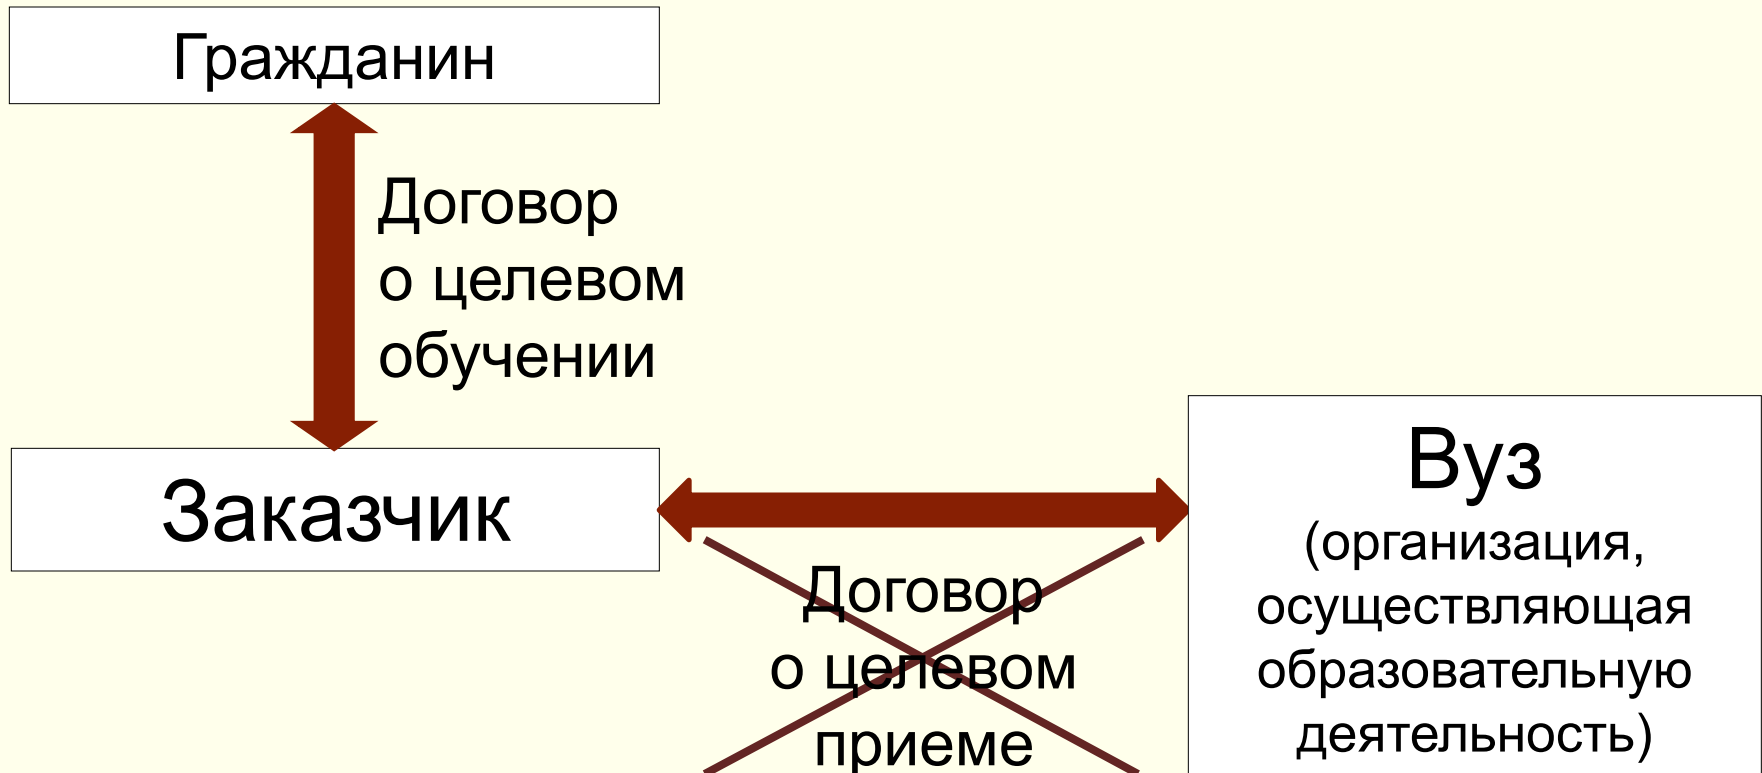 Гражданин
Договор
о целевом
обучении
Заказчик
Договор
о целевом
приеме
Вуз
(организация,
осуществляющая
образовательную
деятельность)